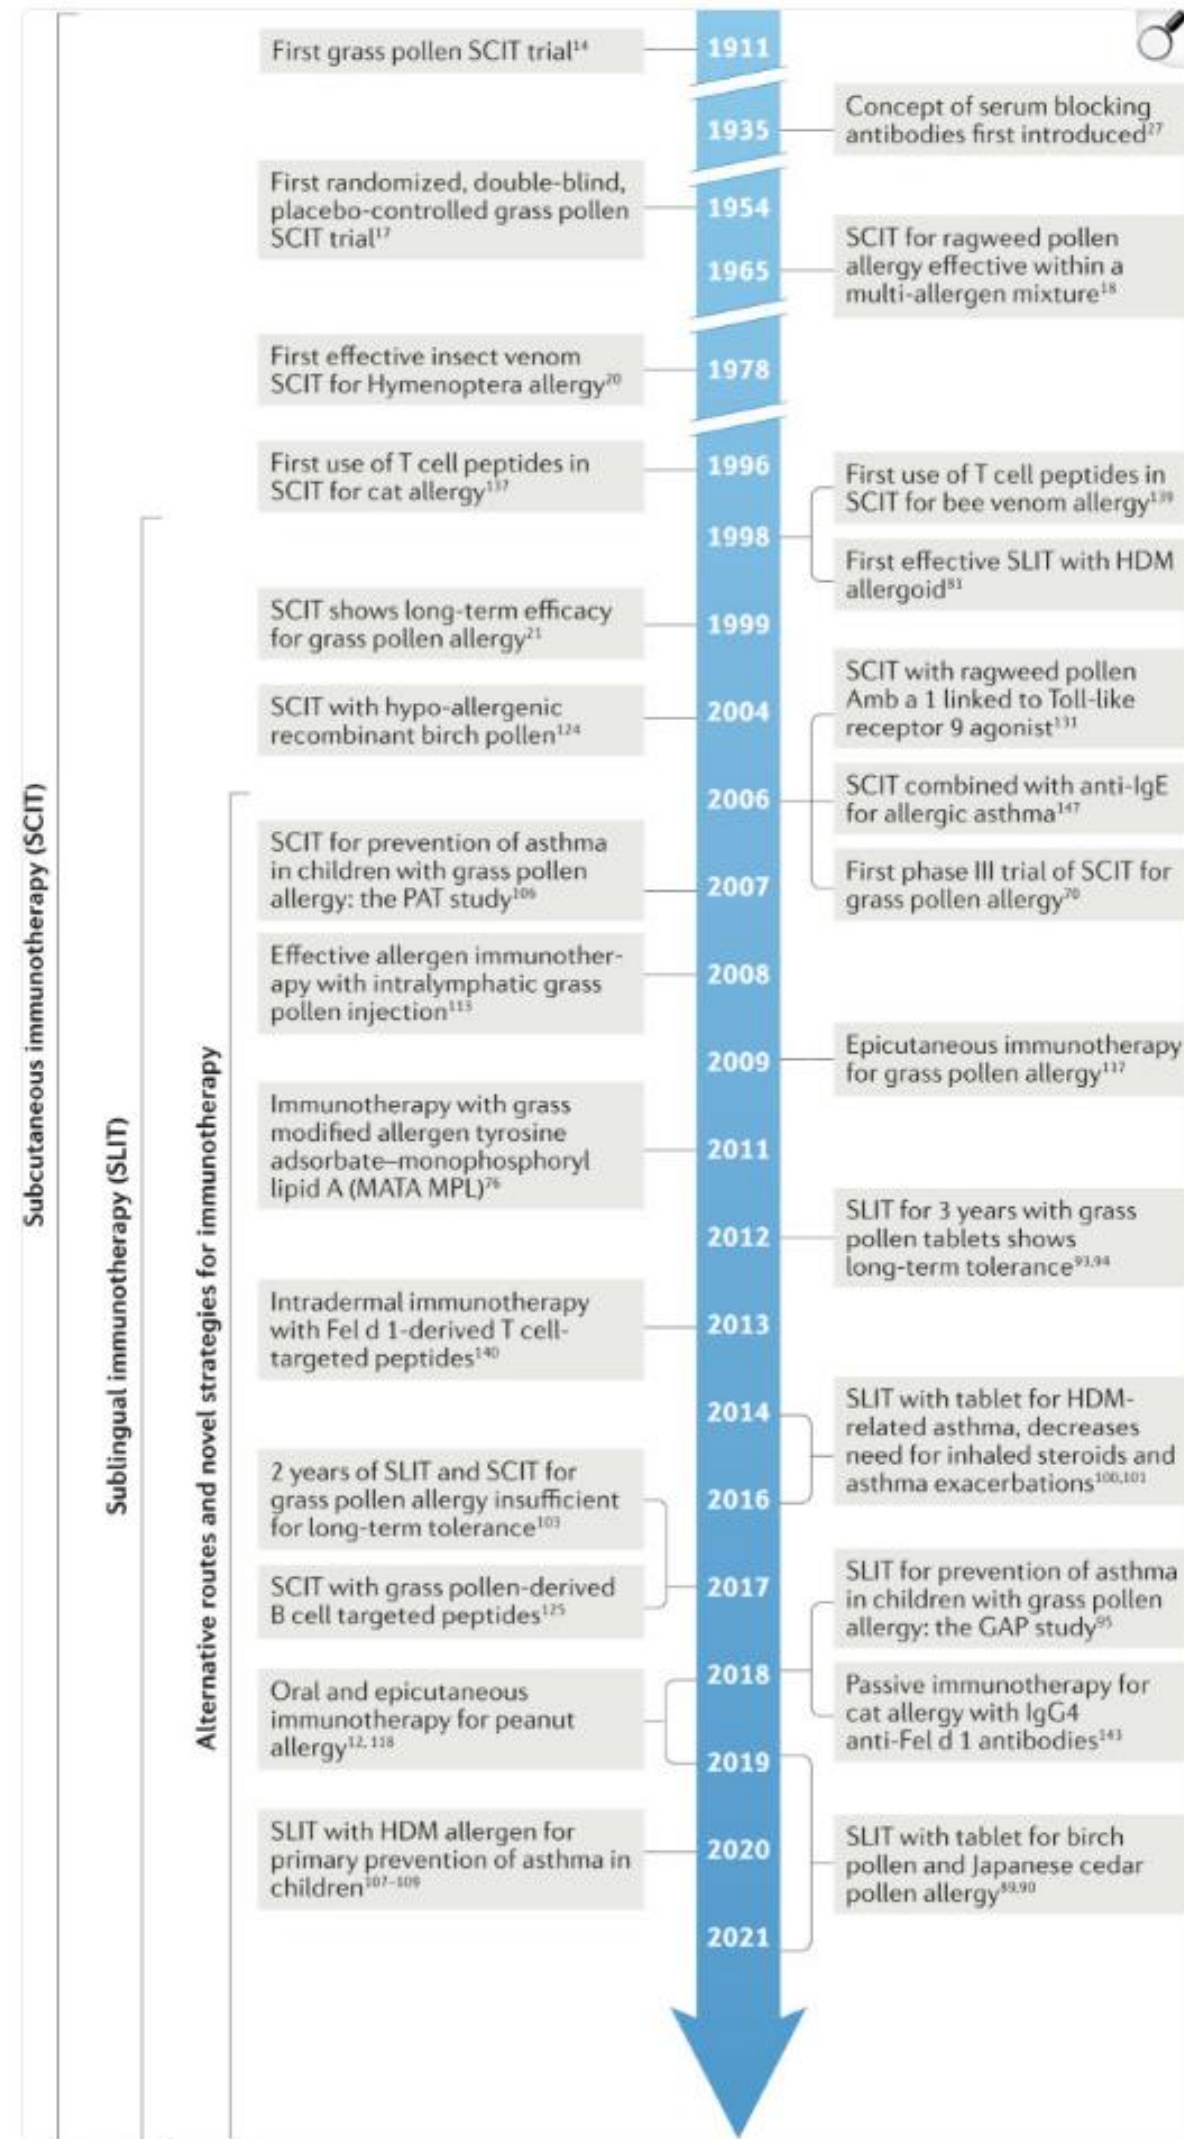 Subcutaneous immunotherapy (SCIT)
Sublingual immunotherapy (SLIT)
Alternative routes and novel strategies for immunotherapy
First grass pollen SCIT trial¹⁴
1911
1935
Concept of serum blocking
antibodies first introduced²⁷
First randomized, double-blind,
placebo-controlled grass pollen
SCIT trial¹⁷
1954
1965
SCIT for ragweed pollen
allergy effective within a
multi-allergen mixture¹⁸
First effective insect venom
SCIT for Hymenoptera allergy²⁰
1978
First use of T cell peptides in
SCIT for cat allergy¹³⁷
1996
1998
First use of T cell peptides in
SCIT for bee venom allergy¹³⁹
First effective SLIT with HDM
allergoid⁸¹
SCIT shows long-term efficacy
for grass pollen allergy²¹
1999
SCIT with hypo-allergenic
recombinant birch pollen¹²⁴
2004
2006
SCIT with ragweed pollen
Amb a 1 linked to Toll-like
receptor 9 agonist¹³¹
SCIT combined with anti-IgE
for allergic asthma¹⁴⁷
First phase III trial of SCIT for
grass pollen allergy⁷⁰
SCIT for prevention of asthma
in children with grass pollen
allergy: the PAT study¹⁰⁶
2007
Effective allergen immunother-
apy with intralymphatic grass
pollen injection¹¹³
2008
2009
Epicutaneous immunotherapy
for grass pollen allergy¹¹⁷
Immunotherapy with grass
modified allergen tyrosine
adsorbate–monophosphoryl
lipid A (MATA MPL)⁷⁶
2011
2012
SLIT for 3 years with grass
pollen tablets shows
long-term tolerance⁹³,⁹⁴
Intradermal immunotherapy
with Fel d 1-derived T cell-
targeted peptides¹⁴⁰
2013
2014
SLIT with tablet for HDM-
related asthma, decreases
need for inhaled steroids and
asthma exacerbations¹⁰⁰,¹⁰¹
2016
2 years of SLIT and SCIT for
grass pollen allergy insufficient
for long-term tolerance¹⁰³
SCIT with grass pollen-derived
B cell targeted peptides¹²⁵
2017
2018
SLIT for prevention of asthma
in children with grass pollen
allergy: the GAP study⁹⁵
Passive immunotherapy for
cat allergy with IgG4
anti-Fel d 1 antibodies¹⁴³
Oral and epicutaneous
immunotherapy for peanut
allergy¹²,¹¹⁸
2019
SLIT with HDM allergen for
primary prevention of asthma in
children¹⁰⁷⁻¹⁰⁹
2020
SLIT with tablet for birch
pollen and Japanese cedar
pollen allergy⁸⁹,⁹⁰
2021